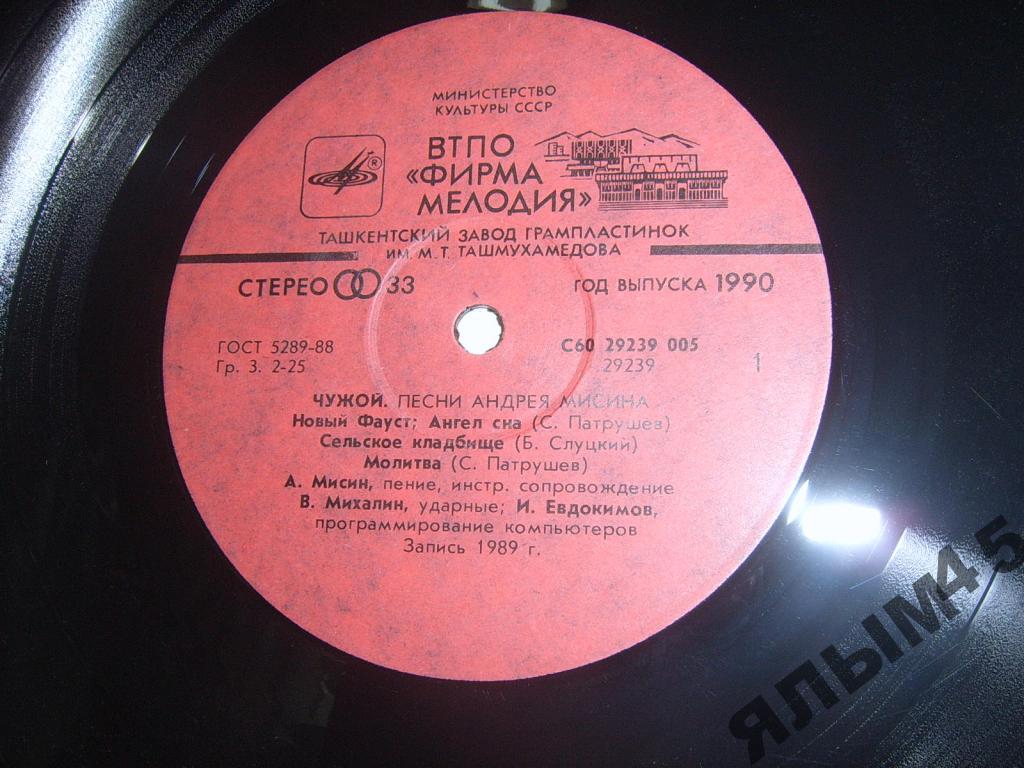 МИНИСТЕРСТВО
КУЛЬТУРЫ СССР
ВТПО
«ФИРМА
МЕЛОДИЯ»
®
ТАШКЕНТСКИЙ ЗАВОД ГРАМПЛАСТИНОК
ИМ. М. Т. ТАШМУХАМЕДОВА
СТЕРЕО 33
ГОД ВЫПУСКА 1990
ГОСТ 5289-88
Гр. 3. 2-25
С60 29239 005
29239
1
ЧУЖОЙ. ПЕСНИ АНДРЕЯ МИСИНА
Новый Фауст; Ангел сна (С. Патрушев)
Сельское кладбище (Б. Слуцкий)
Молитва (С. Патрушев)
А. Мисин, пение, инстр. сопровождение
В. Михалин, ударные; И. Евдокимов,
программирование компьютеров
Запись 1989 г.
ЯЛЫМ45